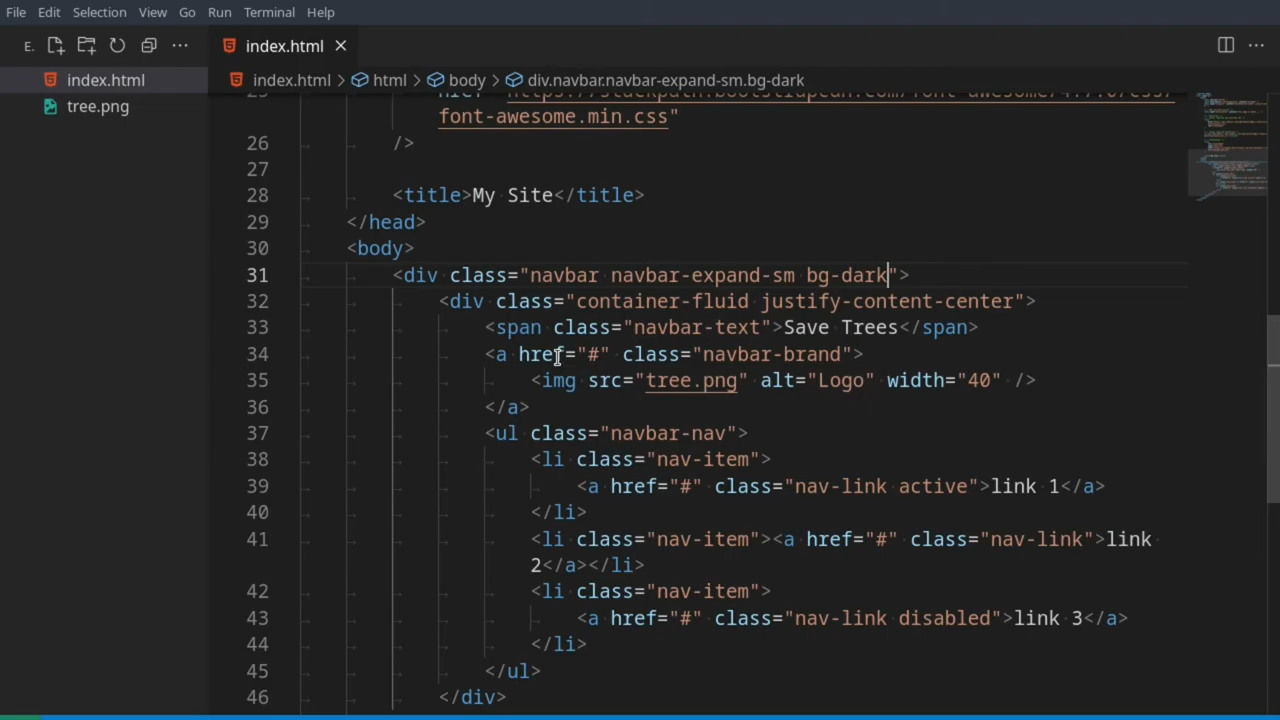 File Edit Selection View Go Run Terminal Help
E.
index.html
index.html
tree.png
index.html > html > body > div.navbar.navbar-expand-sm.bg-dark
font-awesome.min.css"
26 />
27
28 <title>My Site</title>
29 </head>
30 <body>
31 <div class="navbar navbar-expand-sm bg-dark">
32 <div class="container-fluid justify-content-center">
33 <span class="navbar-text">Save Trees</span>
34 <a href="#" class="navbar-brand">
35 <img src="tree.png" alt="Logo" width="40" />
36 </a>
37 <ul class="navbar-nav">
38 <li class="nav-item">
39 <a href="#" class="nav-link active">link 1</a>
40 </li>
41 <li class="nav-item"><a href="#" class="nav-link">link
2</a></li>
42 <li class="nav-item">
43 <a href="#" class="nav-link disabled">link 3</a>
44 </li>
45 </ul>
46 </div>